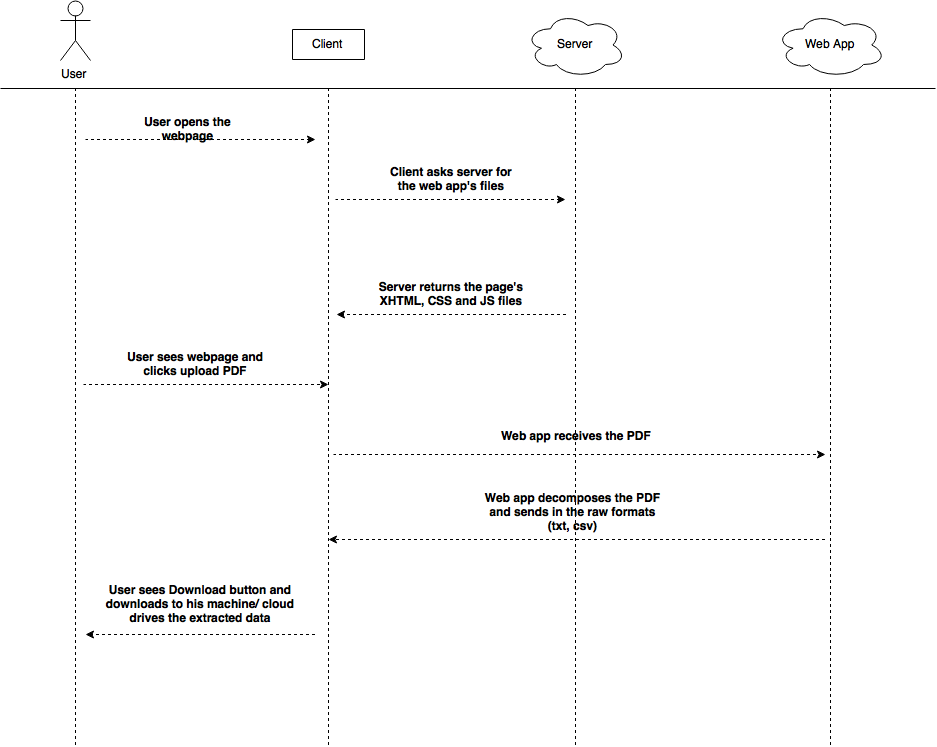 User
Client
Server
Web App
User opens the
webpage
Client asks server for
the web app's files
Server returns the page's
XHTML, CSS and JS files
User sees webpage and
clicks upload PDF
Web app receives the PDF
Web app decomposes the PDF
and sends in the raw formats
(txt, csv)
User sees Download button and
downloads to his machine/ cloud
drives the extracted data